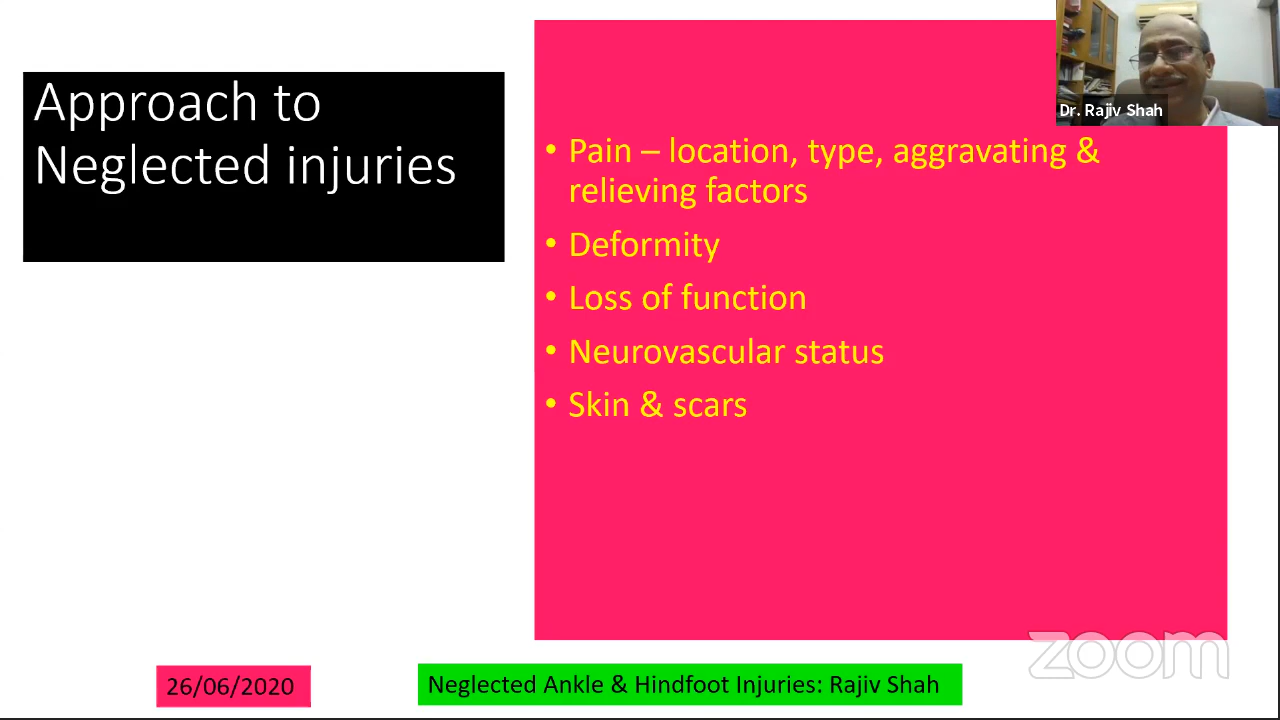 Approach to
Neglected injuries
Dr. Rajiv Shah
• Pain – location, type, aggravating &
relieving factors
• Deformity
• Loss of function
• Neurovascular status
• Skin & scars
zoom
26/06/2020
Neglected Ankle & Hindfoot Injuries: Rajiv Shah